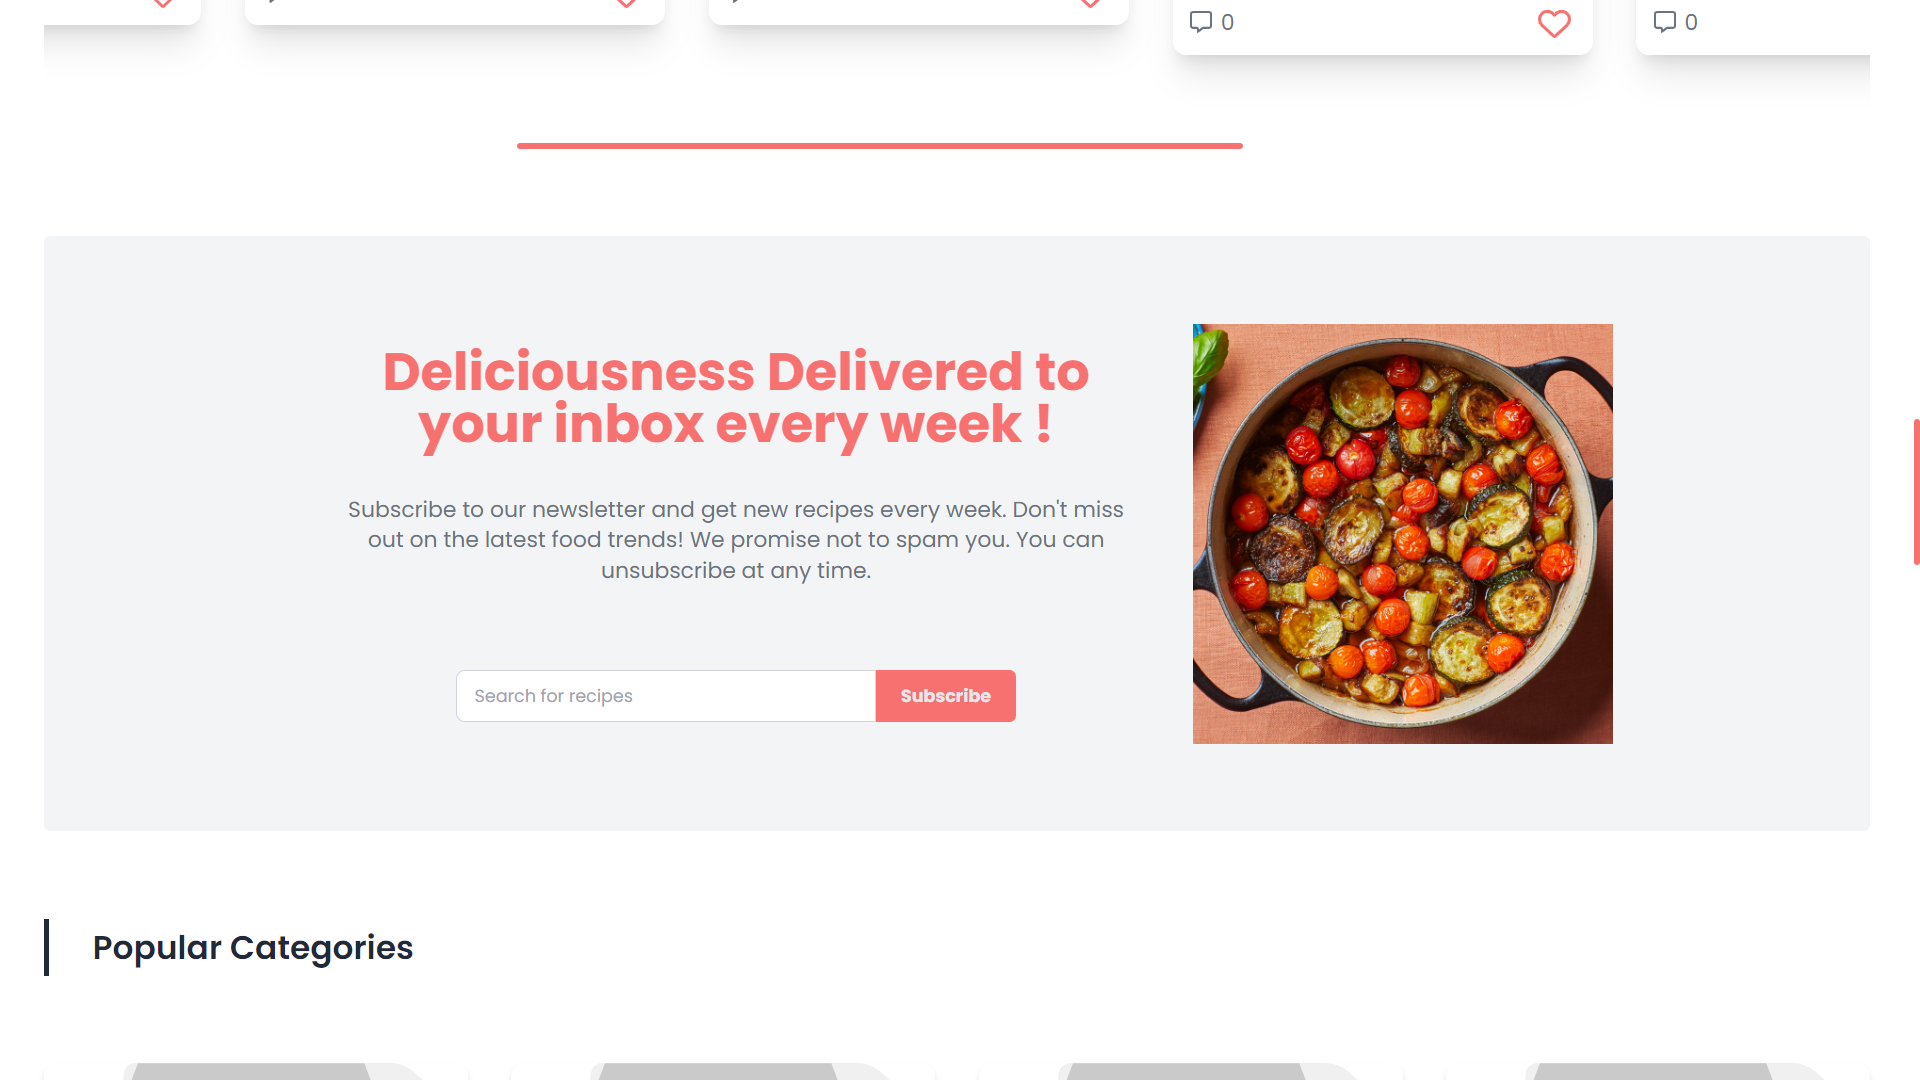 0
0
Deliciousness Delivered to
your inbox every week !
Subscribe to our newsletter and get new recipes every week. Don't miss
out on the latest food trends! We promise not to spam you. You can
unsubscribe at any time.
Search for recipes
Subscribe
Popular Categories